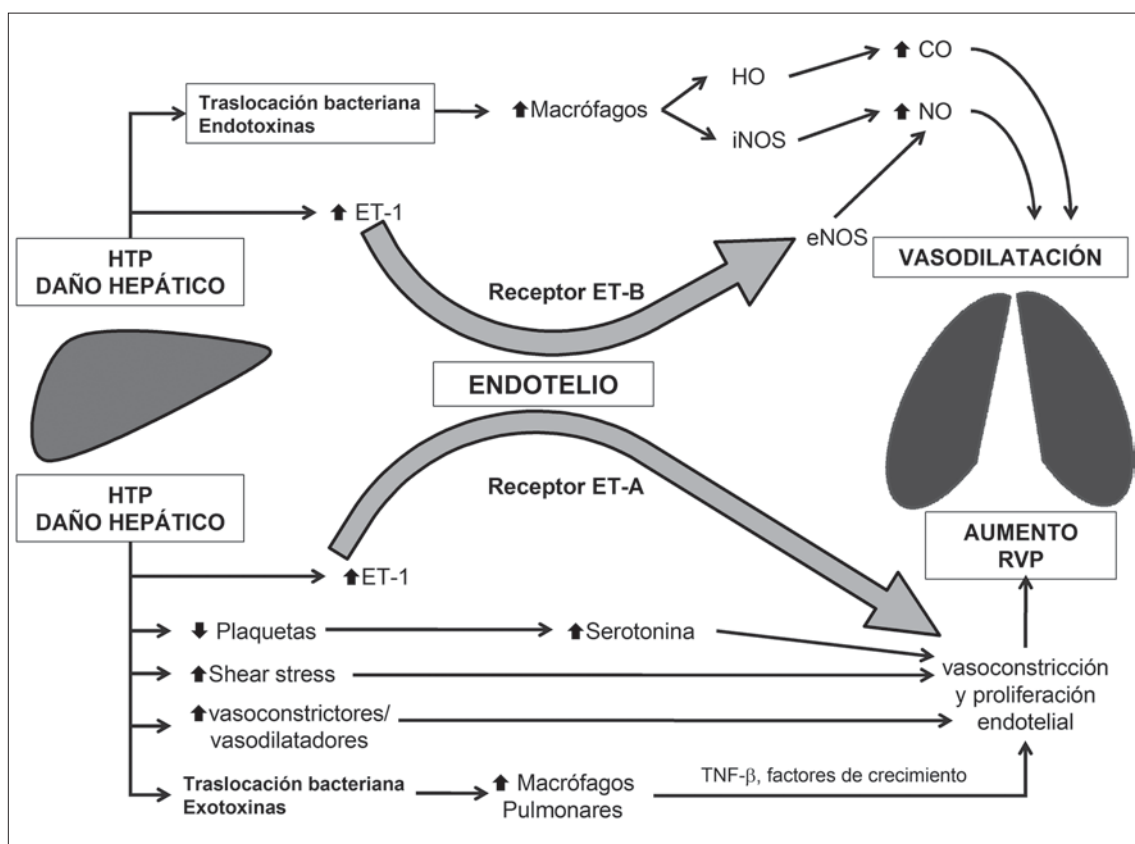 Traslocación bacteriana
Endotoxinas
Macrófagos
HO
CO
iNOS
NO
ET-1
eNOS
HTP
DAÑO HEPÁTICO
VASODILATACIÓN
Receptor ET-B
ENDOTELIO
Receptor ET-A
HTP
DAÑO HEPÁTICO
AUMENTO
RVP
ET-1
Plaquetas
Serotonina
Shear stress
vasoconstricción
y proliferación
endotelial
vasoconstrictores/
vasodilatadores
Traslocación bacteriana
Exotoxinas
Macrófagos
Pulmonares
TNF-β, factores de crecimiento